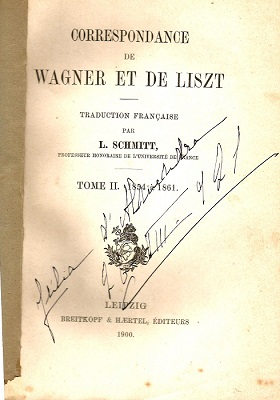 CORRESPONDANCE
DE
WAGNER ET DE LISZT
TRADUCTION FRANÇAISE
PAR
L. SCHMITT,
PROFESSEUR HONORAIRE DE L'UNIVERSITÉ DE FRANCE
TOME II. 1854 à 1861.
LEIPZIG
BREITKOPF & HÆRTEL, ÉDITEURS
1900.